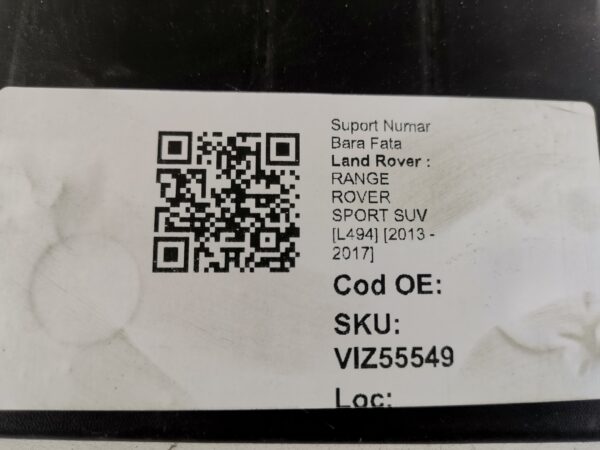 Suport Numar
Bara Fata
Land Rover :
RANGE
ROVER
SPORT SUV
[L494] [2013 -
2017]
Cod OE:
SKU:
VIZ55549
Loc: